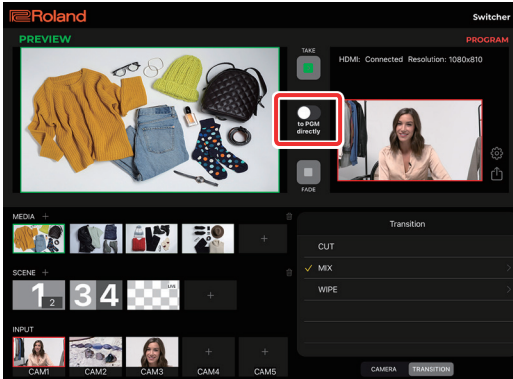 Roland
Switcher
PREVIEW
PROGRAM
TAKE
HDMI: Connected Resolution: 1080x810
to PGM
directly
FADE
MEDIA +
+
SCENE +
1 2
3 4
LIVE
+
INPUT
+
+
CAM1
CAM2
CAM3
CAM4
CAM5
Transition
CUT
✓ MIX
WIPE
CAMERA
TRANSITION